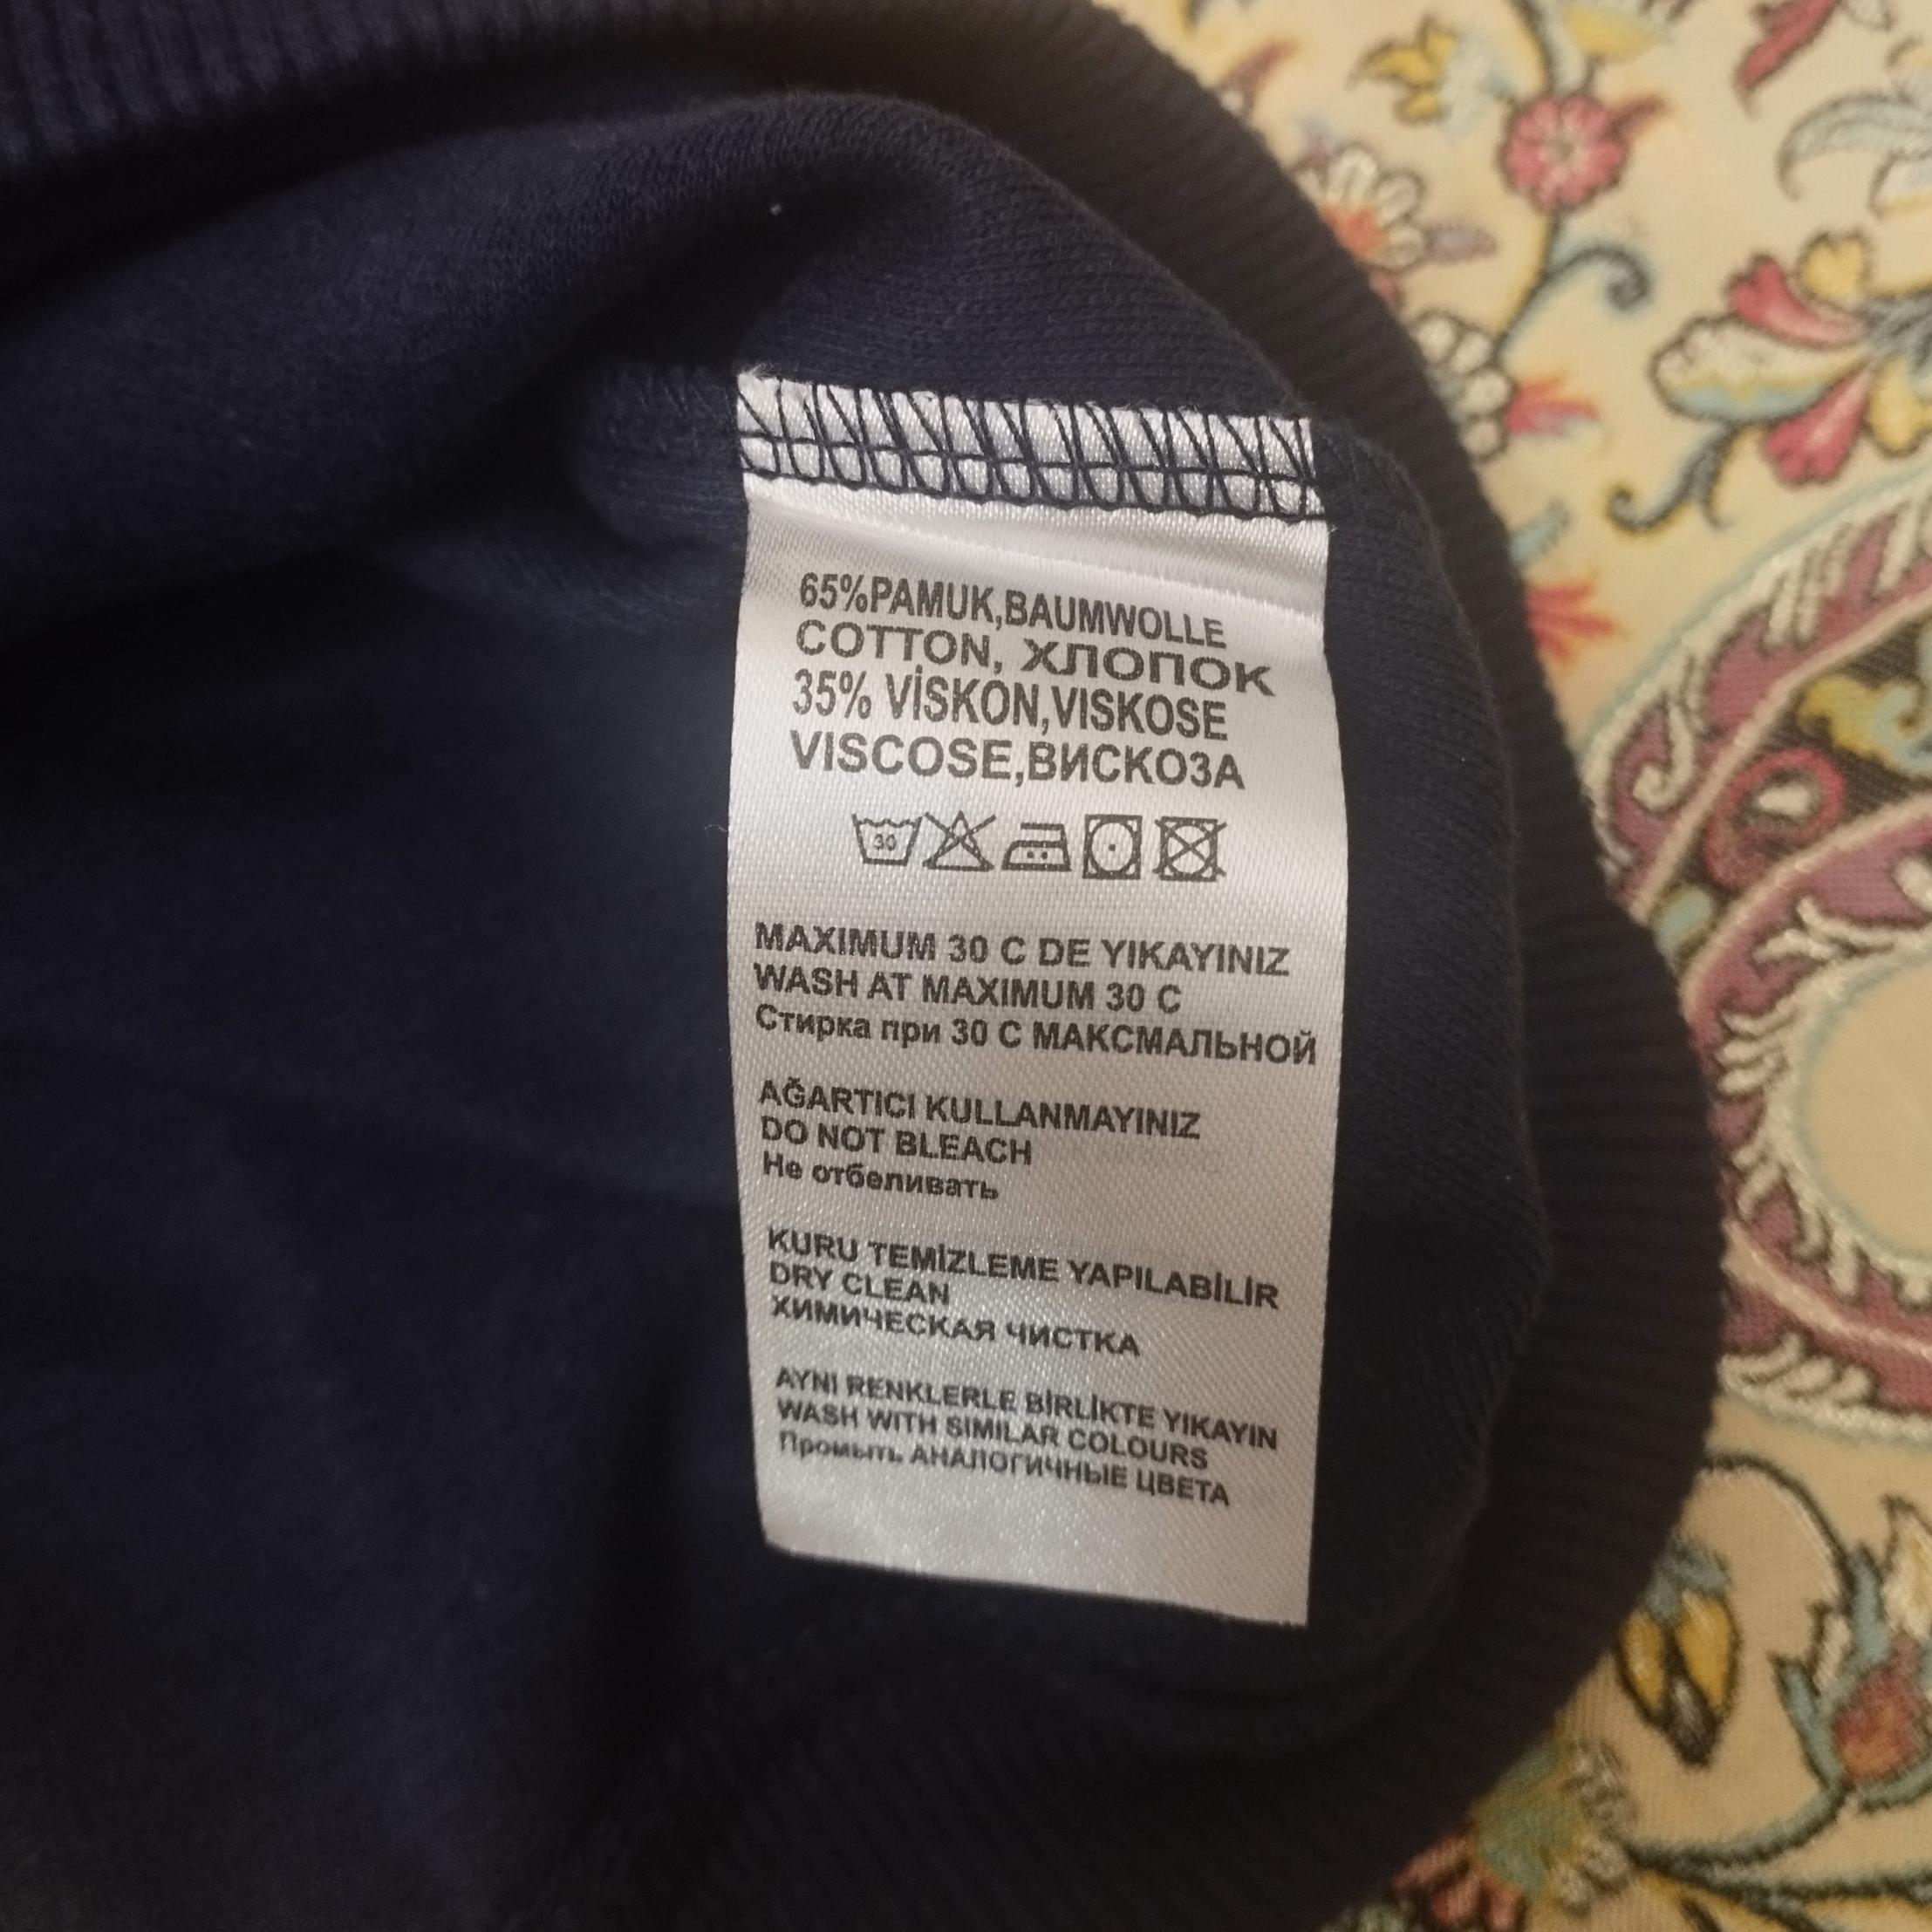 65%PAMUK,BAUMWOLLE
COTTON, ХЛОПОК
35% VİSKON,VISKOSE
VISCOSE,ВИСКОЗА
30
MAXIMUM 30 C DE YIKAYINIZ
WASH AT MAXIMUM 30 C
Стирка при 30 С МАКСМАЛЬНОЙ
AĞARTICI KULLANMAYINIZ
DO NOT BLEACH
Не отбеливать
KURU TEMİZLEME YAPILABİLİR
DRY CLEAN
ХИМИЧЕСКАЯ ЧИСТКА
AYNI RENKLERLE BİRLİKTE YIKAYIN
WASH WITH SIMILAR COLOURS
Промыть АНАЛОГИЧНЫЕ ЦВЕТА